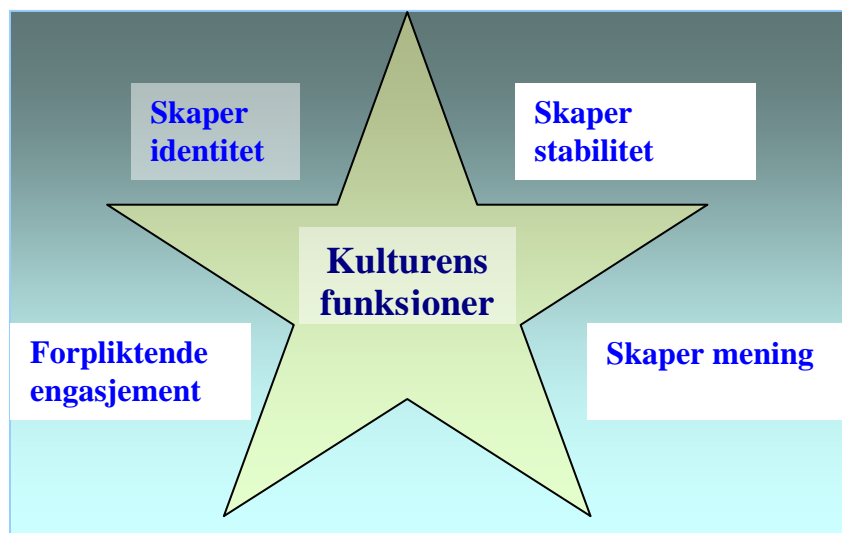 Skaper
identitet
Skaper
stabilitet
Kulturens
funksjoner
Forpliktende
engasjement
Skaper mening